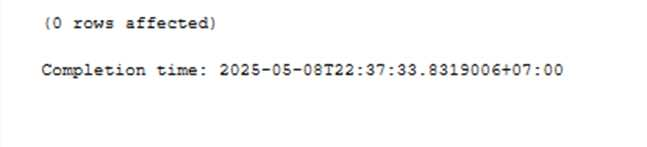 (0 rows affected)
Completion time: 2025-05-08T22:37:33.8319006+07:00